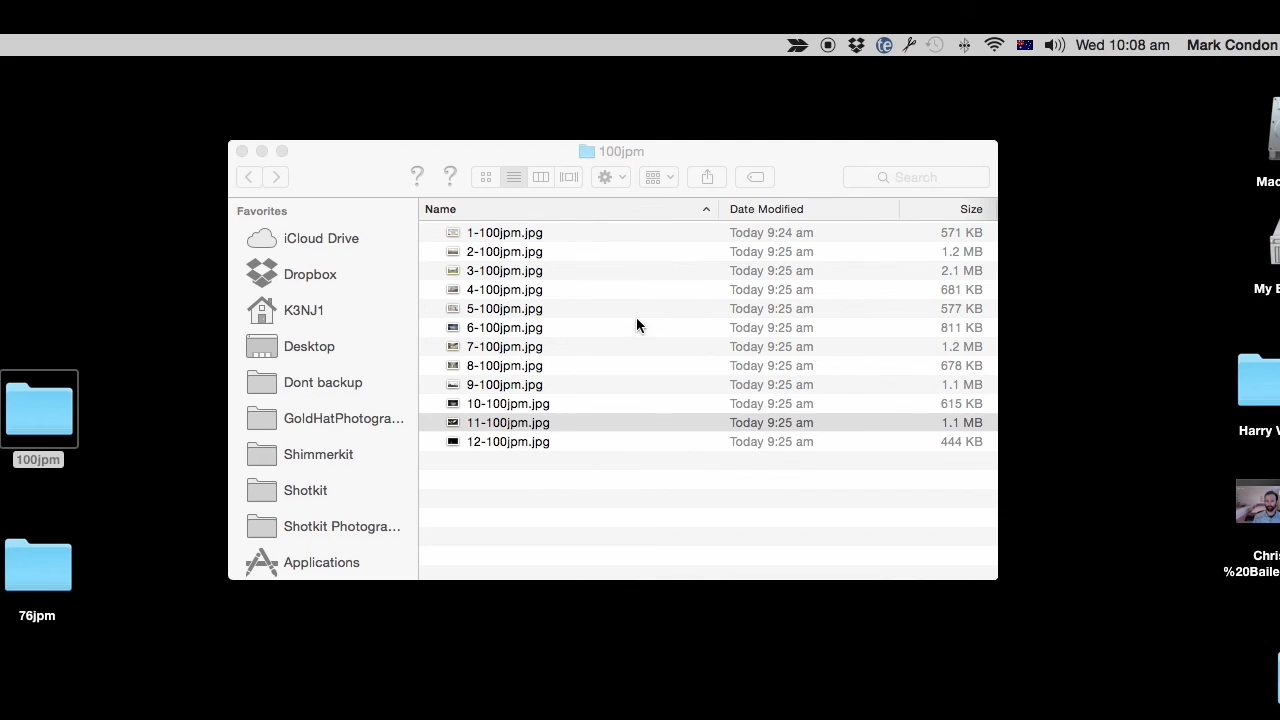 Wed 10:08 am Mark Condon
100jpm
? ? Search
Favorites
iCloud Drive
Dropbox
K3NJ1
Desktop
Dont backup
GoldHatPhotogra...
Shimmerkit
Shotkit
Shotkit Photogra...
Applications
Name Date Modified Size
1-100jpm.jpg Today 9:24 am 571 KB
2-100jpm.jpg Today 9:25 am 1.2 MB
3-100jpm.jpg Today 9:25 am 2.1 MB
4-100jpm.jpg Today 9:25 am 681 KB
5-100jpm.jpg Today 9:25 am 577 KB
6-100jpm.jpg Today 9:25 am 811 KB
7-100jpm.jpg Today 9:25 am 1.2 MB
8-100jpm.jpg Today 9:25 am 678 KB
9-100jpm.jpg Today 9:25 am 1.1 MB
10-100jpm.jpg Today 9:25 am 615 KB
11-100jpm.jpg Today 9:25 am 1.1 MB
12-100jpm.jpg Today 9:25 am 444 KB
100jpm
76jpm
Mac
My
Harry
Chri
%20Baile